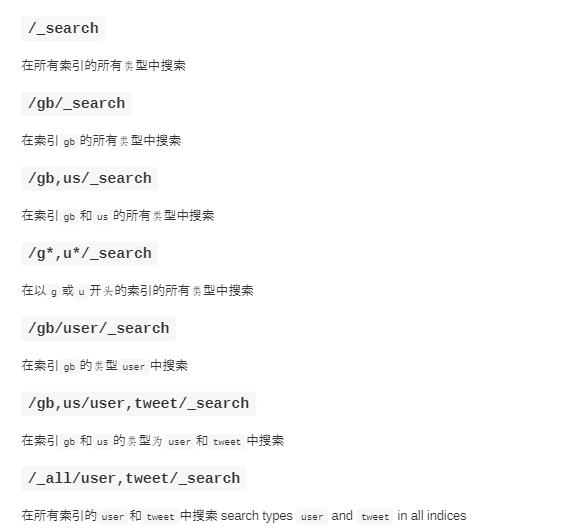 /_search
在所有索引的所有类型中搜索
/gb/_search
在索引 gb 的所有类型中搜索
/gb,us/_search
在索引 gb 和 us 的所有类型中搜索
/g*,u*/_search
在以 g 或 u 开头的索引的所有类型中搜索
/gb/user/_search
在索引 gb 的类型 user 中搜索
/gb,us/user,tweet/_search
在索引 gb 和 us 的类型为 user 和 tweet 中搜索
/_all/user,tweet/_search
在所有索引的 user 和 tweet 中搜索 search types user and tweet in all indices